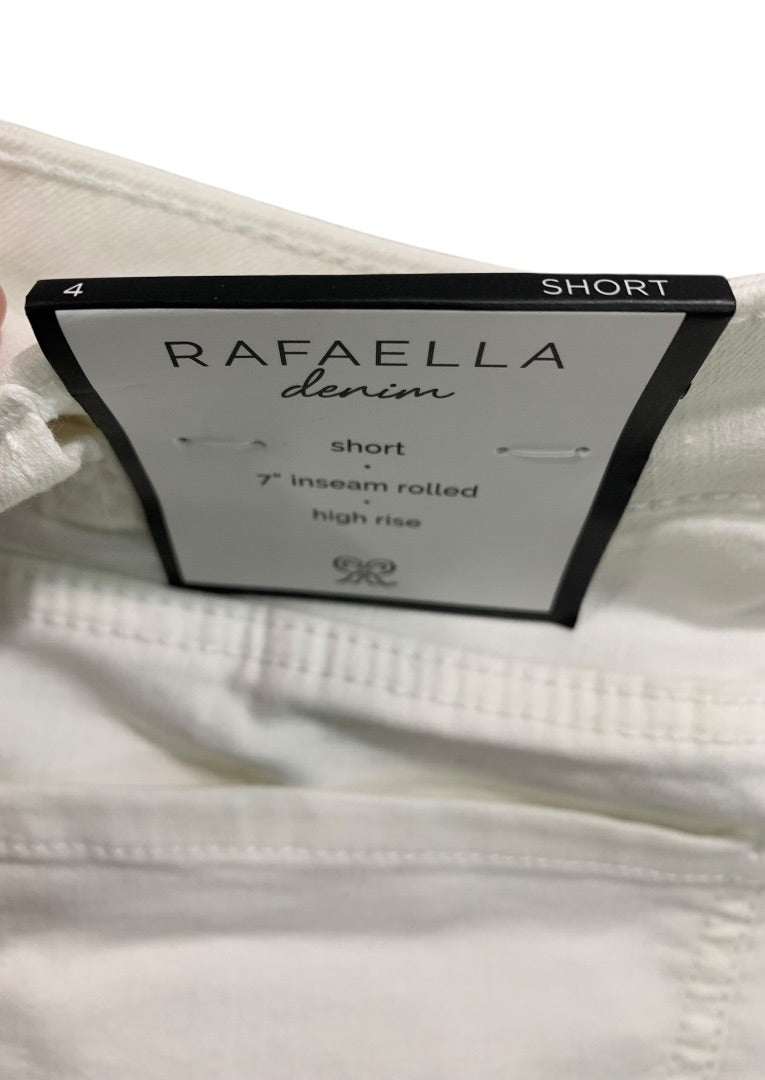 4 SHORT
RAFAELLA
denim
short
7" inseam rolled
high rise